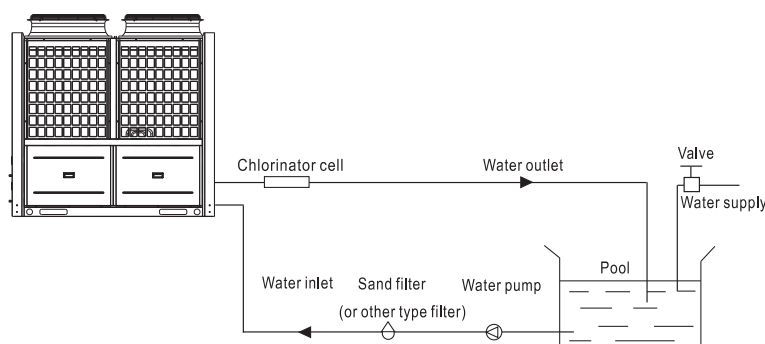 Chlorinator cell
Water outlet
Valve
Water supply
Pool
Water inlet
Sand filter
(or other type filter)
Water pump